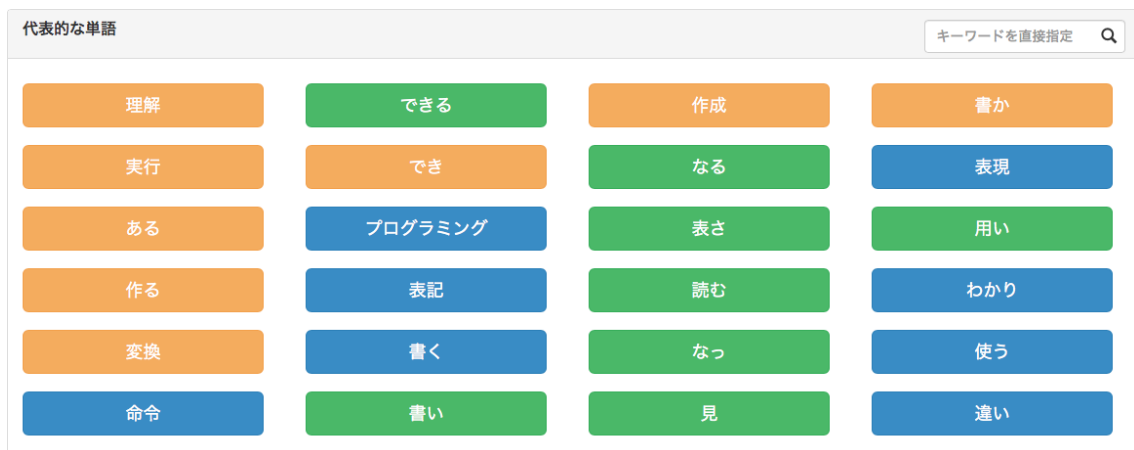 代表的な単語 キーワードを直接指定
理解 できる 作成 書か
実行 でき なる 表現
ある プログラミング 表さ 用い
作る 表記 読む わかり
変換 書く なっ 使う
命令 書い 見 違い